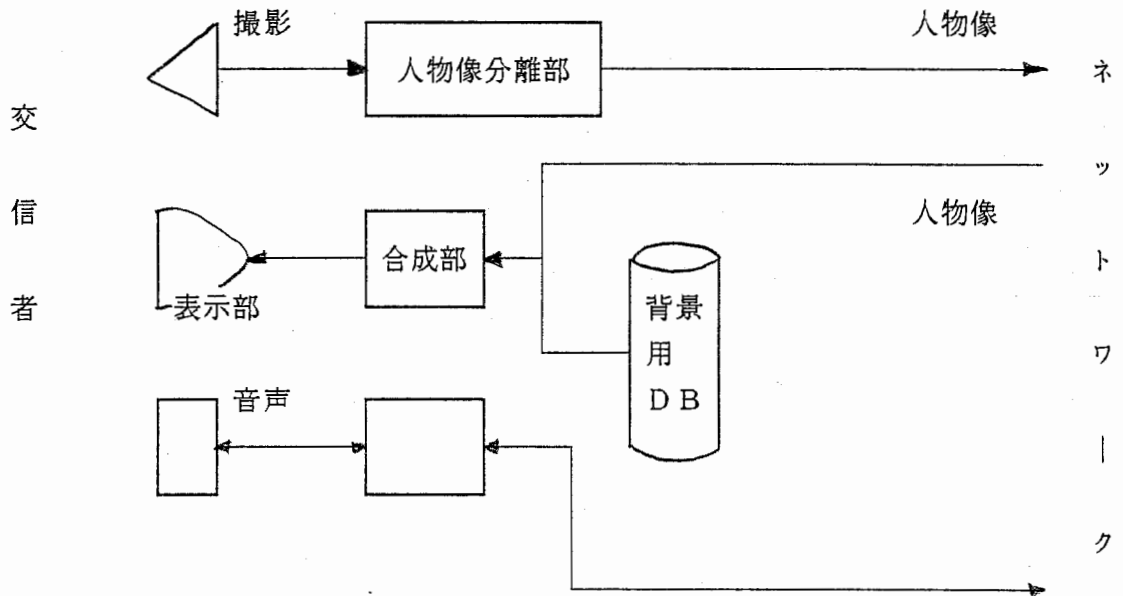 撮影
人物像
人物像分離部
交信者
ネットワーク
人物像
合成部
表示部
背景
用
DB
音声